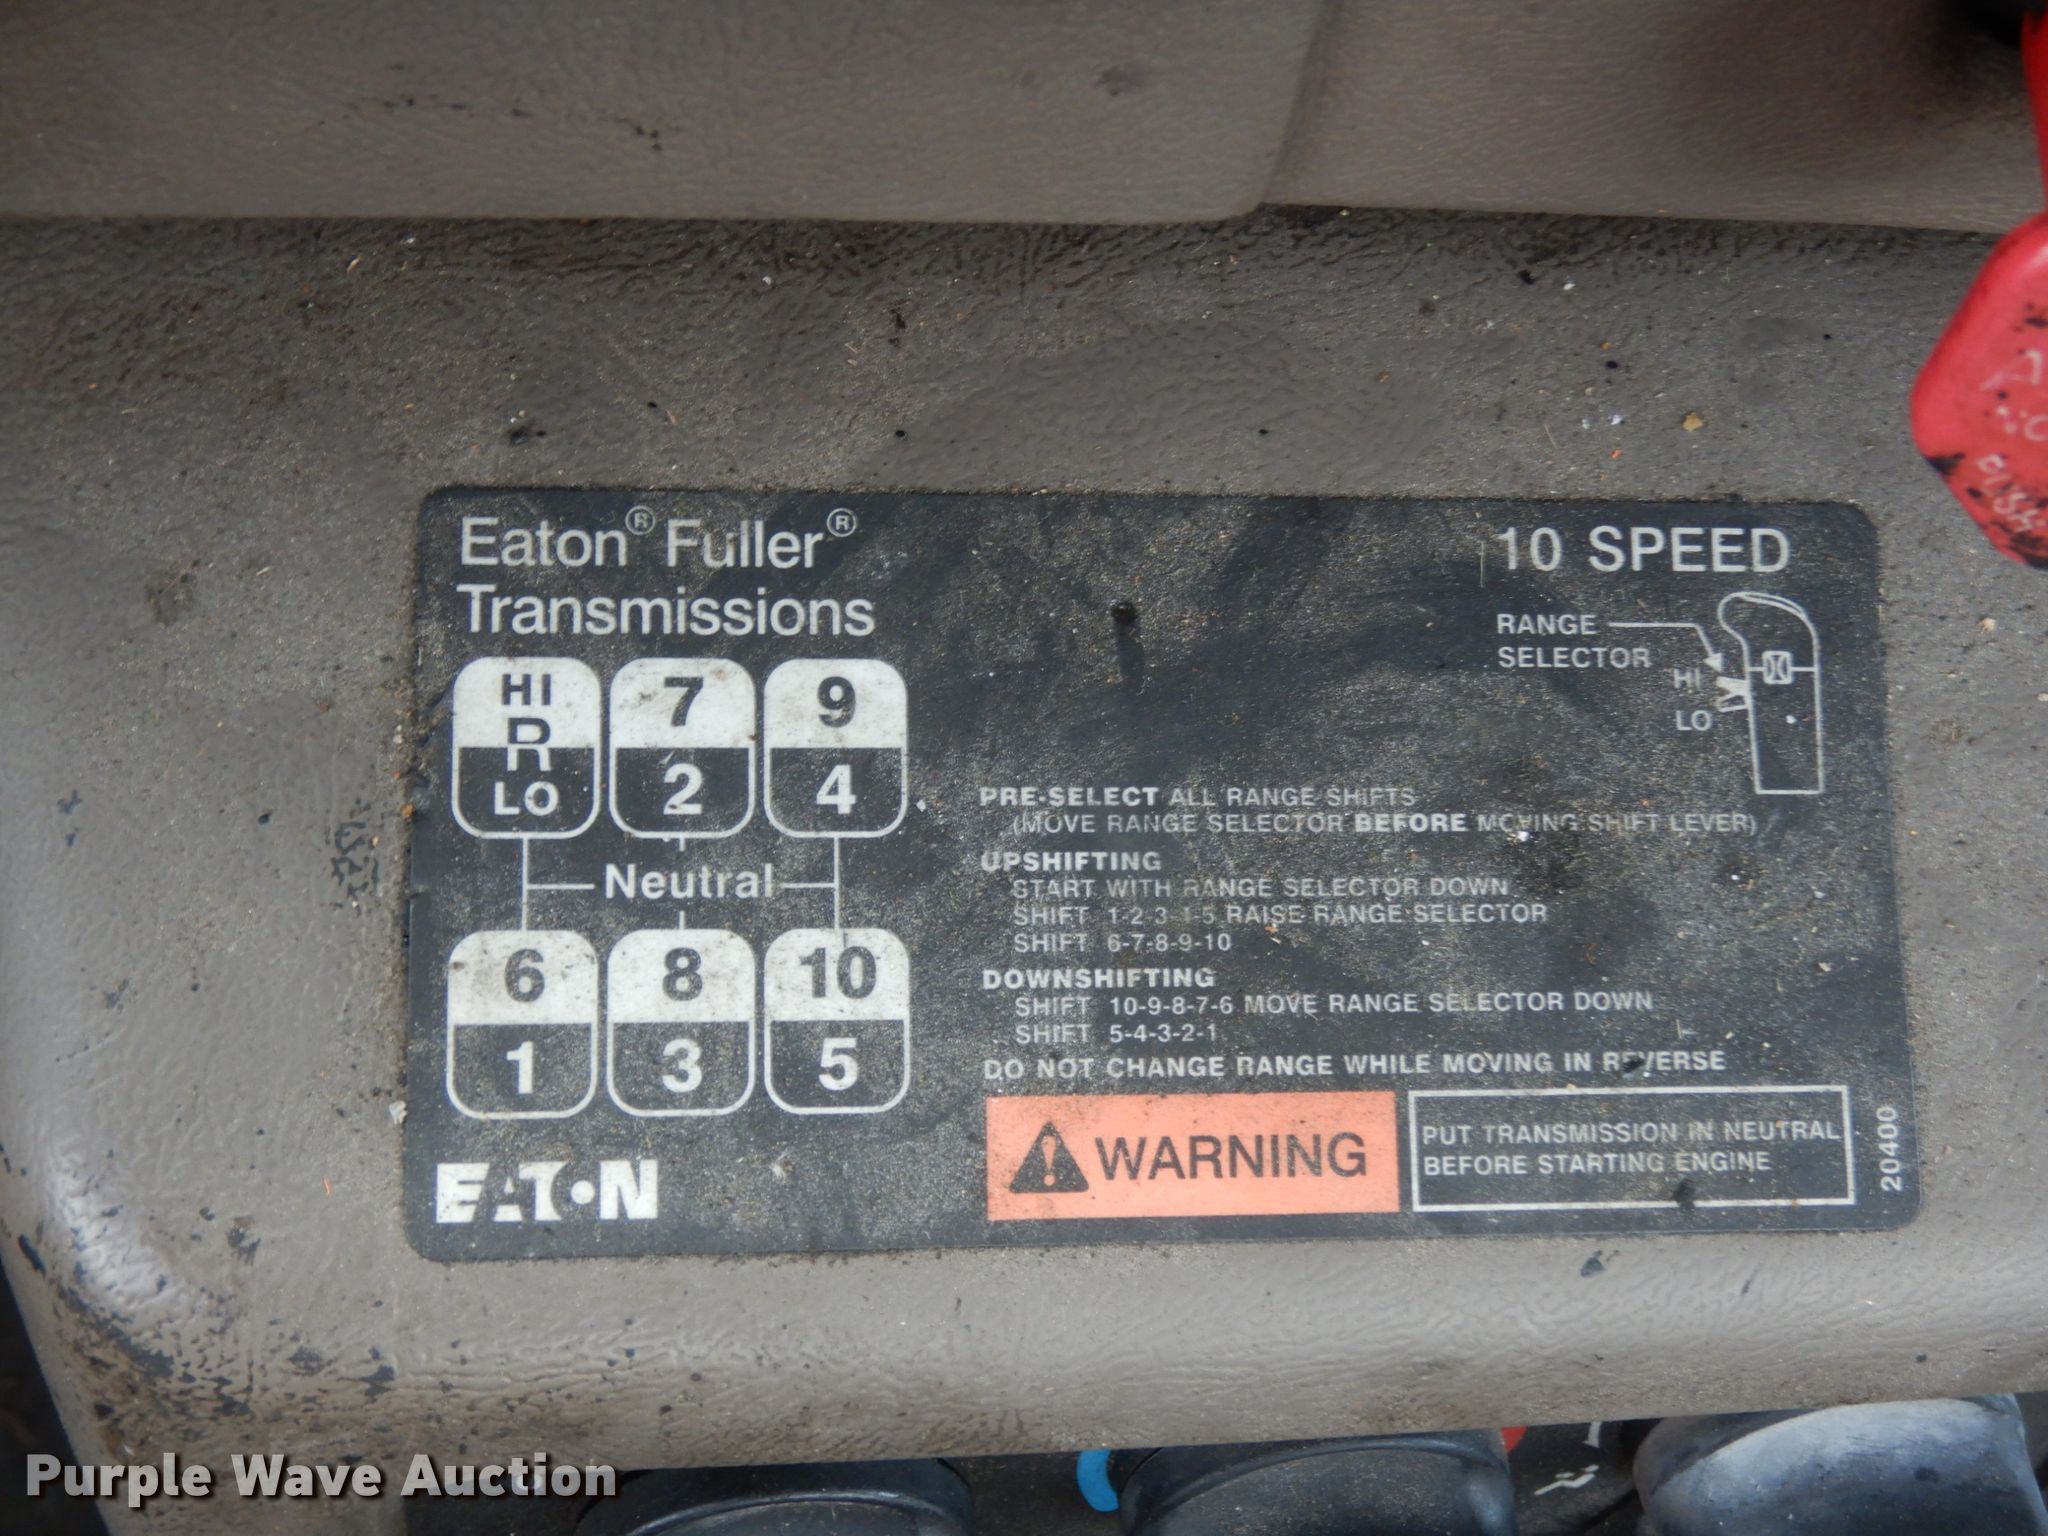 Eaton® Fuller®
Transmissions
10 SPEED
RANGE
SELECTOR
HI
LO
HI 7 9
R
LO 2 4
Neutral
6 8 10
1 3 5
PRE-SELECT ALL RANGE SHIFTS
(MOVE RANGE SELECTOR BEFORE MOVING SHIFT LEVER)
UPSHIFTING
START WITH RANGE SELECTOR DOWN
SHIFT 1-2-3-4-5 RAISE RANGE SELECTOR
SHIFT 6-7-8-9-10
DOWNSHIFTING
SHIFT 10-9-8-7-6 MOVE RANGE SELECTOR DOWN
SHIFT 5-4-3-2-1
DO NOT CHANGE RANGE WHILE MOVING IN REVERSE
WARNING
PUT TRANSMISSION IN NEUTRAL
BEFORE STARTING ENGINE
20400
EATON
Purple Wave Auction